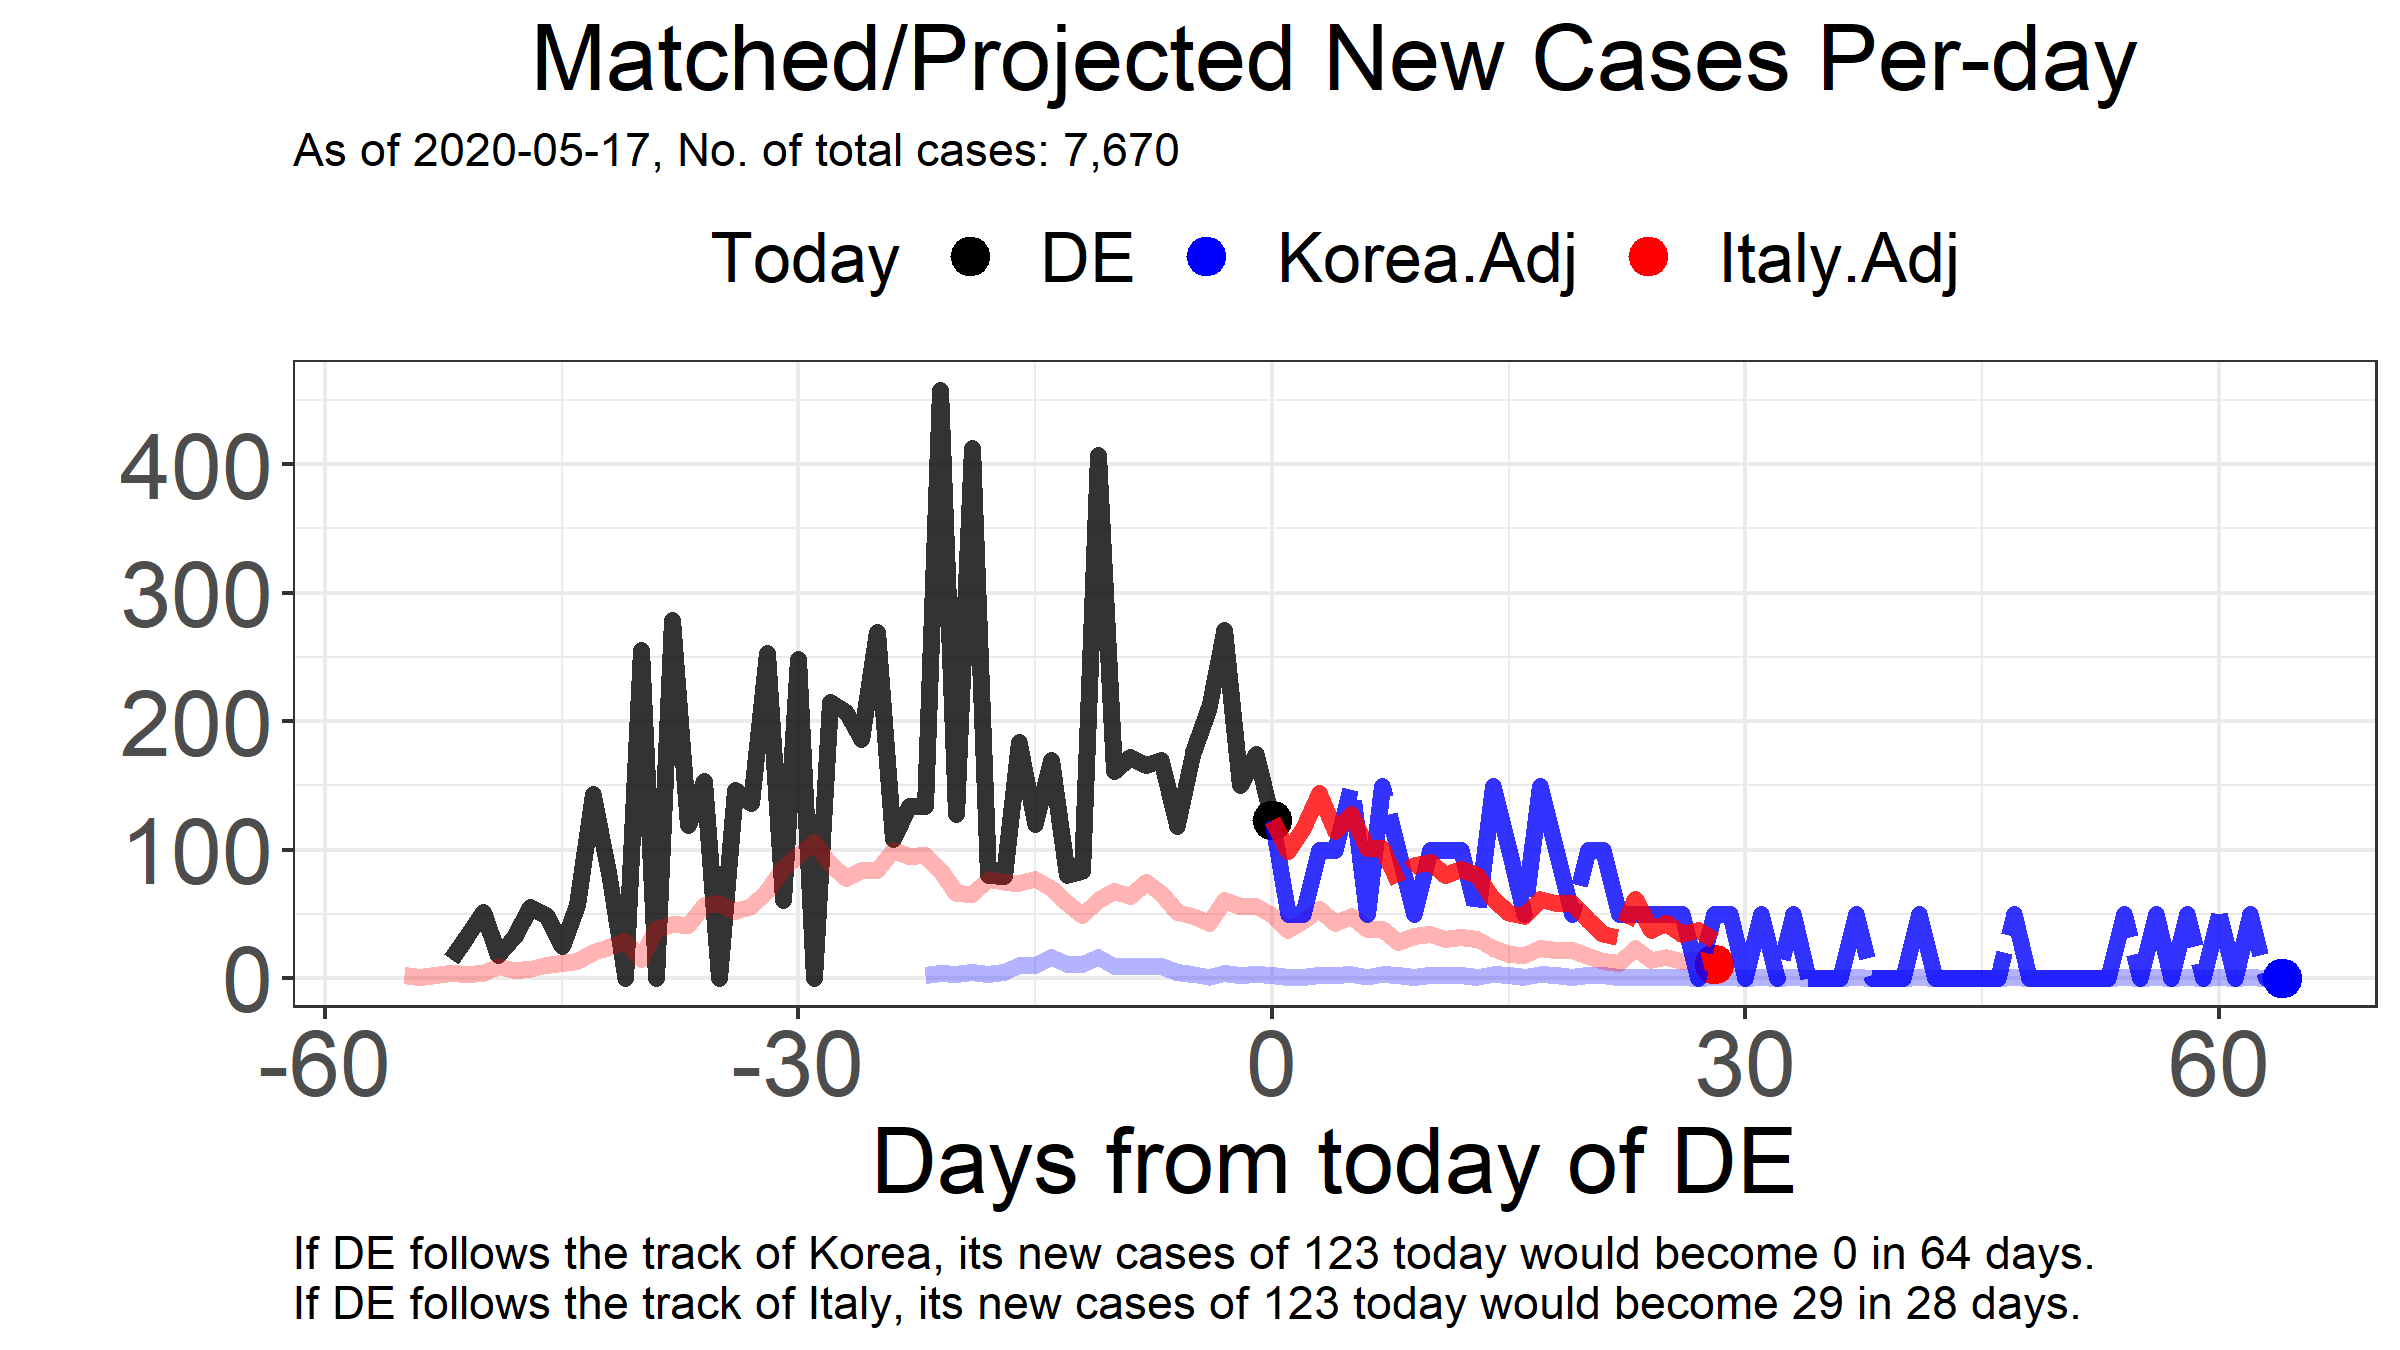 Matched/Projected New Cases Per-day
As of 2020-05-17, No. of total cases: 7,670
Today DE Korea.Adj Italy.Adj
400
300
200
100
0
-60 -30 0 30 60
Days from today of DE
If DE follows the track of Korea, its new cases of 123 today would become 0 in 64 days.
If DE follows the track of Italy, its new cases of 123 today would become 29 in 28 days.